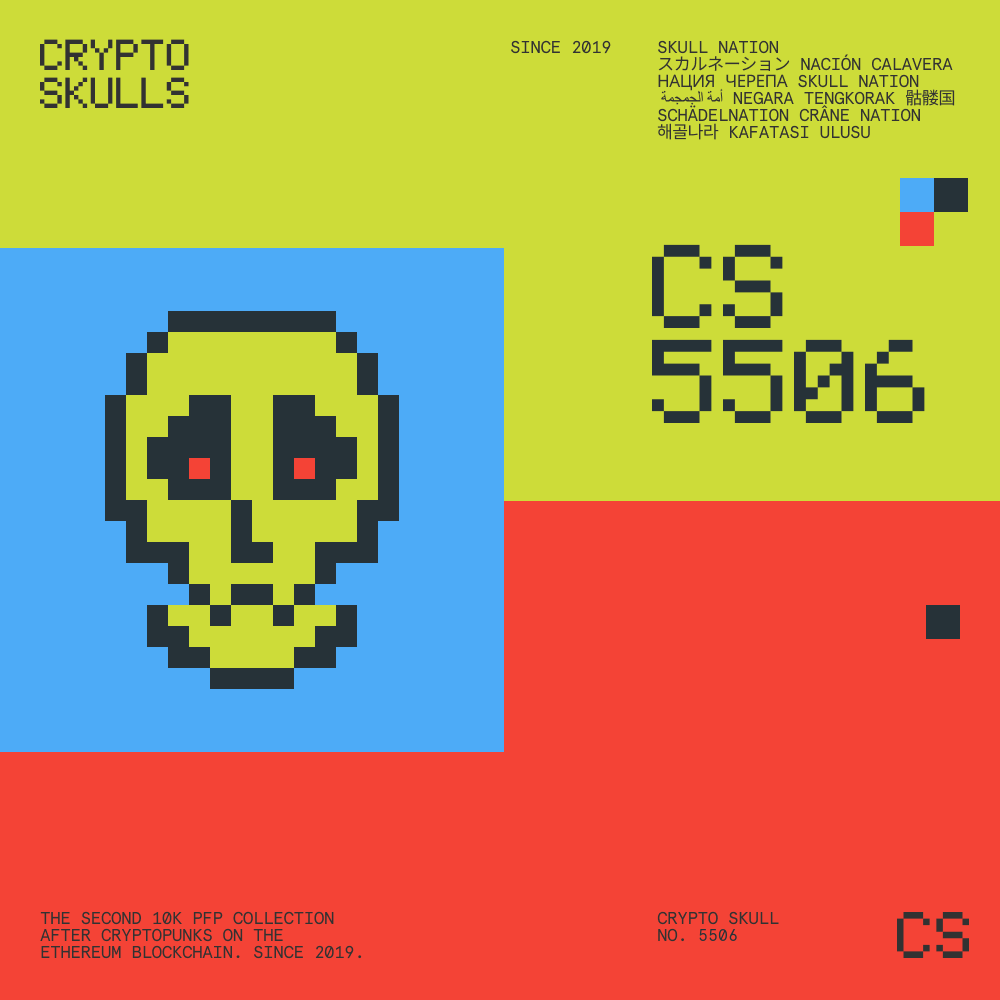 CRYPTO
SKULLS
SINCE 2019
SKULL NATION
スカルネーション NACIÓN CALAVERA
НАЦИЯ ЧЕРЕПА SKULL NATION
أمة الجمجمة NEGARA TENGKORAK 骷髅国
SCHÄDELNATION CRÂNE NATION
해골나라 KAFATASI ULUSU
CS
5506
THE SECOND 10K PFP COLLECTION
AFTER CRYPTOPUNKS ON THE
ETHEREUM BLOCKCHAIN. SINCE 2019.
CRYPTO SKULL
NO. 5506
CS